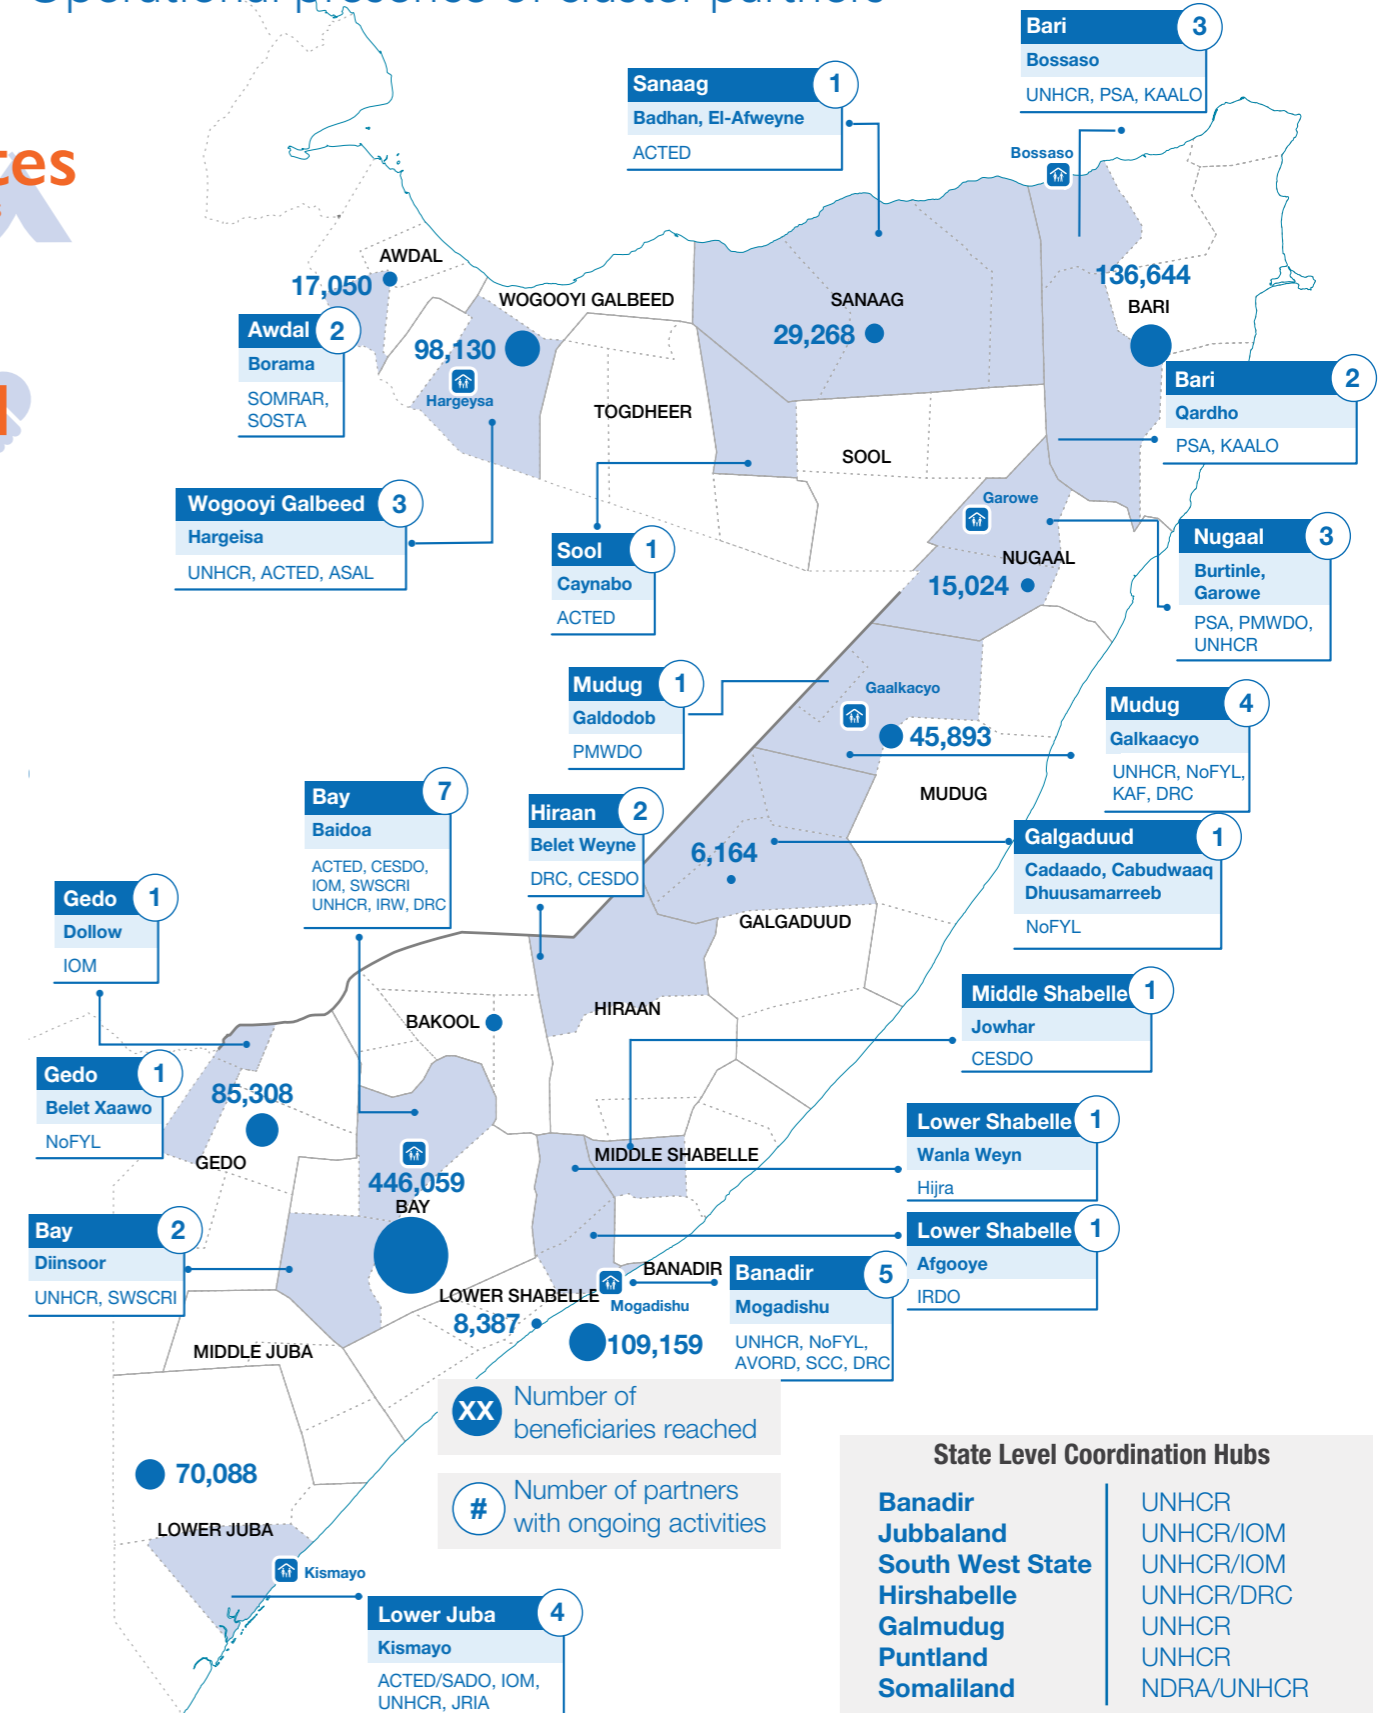 Operational presence of cluster partners
Bari 3
Bossaso
UNHCR, PSA, KAALO
Sanaag 1
Badhan, El-Afweyne
ACTED
Bossaso
AWDAL
17,050
WOGOOYI GALBEED
SANAAG
136,644
BARI
Awdal 2
Borama
SOMRAR,
SOSTA
98,130
Hargeysa
29,268
TOGDHEER
SOOL
Bari 2
Qardho
PSA, KAALO
Wogooyi Galbeed 3
Hargeisa
UNHCR, ACTED, ASAL
Sool 1
Caynabo
ACTED
Garowe
NUGAAL
15,024
Nugaal 3
Burtinle,
Garowe
PSA, PMWDO,
UNHCR
Mudug 1
Galdodob
PMWDO
Gaalkacyo
45,893
MUDUG
Mudug 4
Galkaacyo
UNHCR, NoFYL,
KAF, DRC
Bay 7
Baidoa
ACTED, CESDO,
IOM, SWSCRI
UNHCR, IRW, DRC
Hiraan 2
Belet Weyne
DRC, CESDO
6,164
GALGADUUD
Galgaduud 1
Cadaado, Cabudwaaq
Dhuusamarreeb
NoFYL
Gedo 1
Dollow
IOM
BAKOOL
HIRAAN
Middle Shabelle 1
Jowhar
CESDO
Gedo 1
Belet Xaawo
NoFYL
85,308
GEDO
446,059
BAY
MIDDLE SHABELLE
Lower Shabelle 1
Wanla Weyn
Hijra
Bay 2
Diinsoor
UNHCR, SWSCRI
Lower Shabelle 1
Afgooye
IRDO
BANADIR
Mogadishu
Banadir 5
Mogadishu
UNHCR, NoFYL,
AVORD, SCC, DRC
LOWER SHABELLE
8,387
109,159
MIDDLE JUBA
XX Number of
beneficiaries reached
# Number of partners
with ongoing activities
70,088
LOWER JUBA
Kismayo
Lower Juba 4
Kismayo
ACTED/SADO, IOM,
UNHCR, JRIA
State Level Coordination Hubs
Banadir UNHCR
Jubbaland UNHCR/IOM
South West State UNHCR/IOM
Hirshabelle UNHCR/DRC
Galmudug UNHCR
Puntland UNHCR
Somaliland NDRA/UNHCR